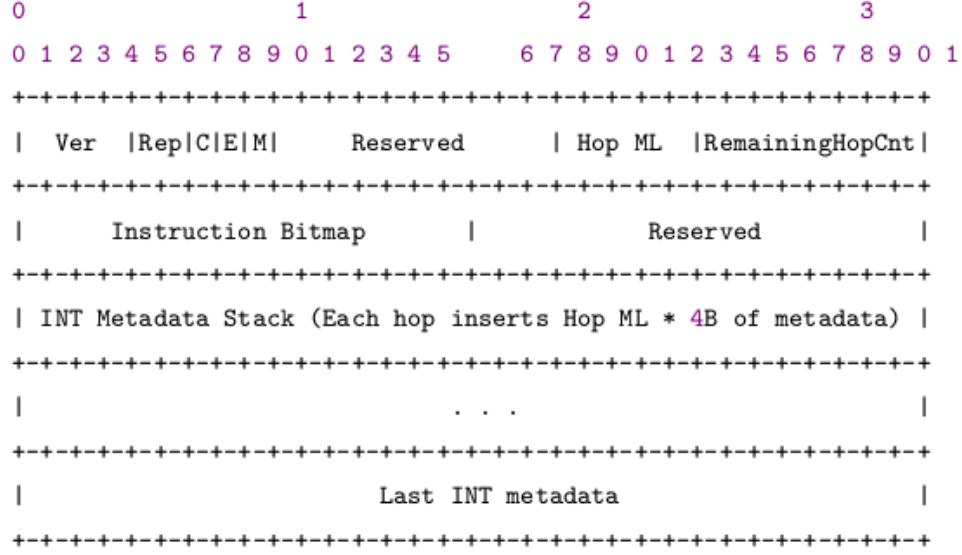 0                   1                   2                   3
0 1 2 3 4 5 6 7 8 9 0 1 2 3 4 5     6 7 8 9 0 1 2 3 4 5 6 7 8 9 0 1
+-+-+-+-+-+-+-+-+-+-+-+-+-+-+-+-+-+-+-+-+-+-+-+-+-+-+-+-+-+-+-+-+
|  Ver  |Rep|C|E|M|     Reserved      | Hop ML  |RemainingHopCnt|
+-+-+-+-+-+-+-+-+-+-+-+-+-+-+-+-+-+-+-+-+-+-+-+-+-+-+-+-+-+-+-+-+
|      Instruction Bitmap       |            Reserved           |
+-+-+-+-+-+-+-+-+-+-+-+-+-+-+-+-+-+-+-+-+-+-+-+-+-+-+-+-+-+-+-+-+
| INT Metadata Stack (Each hop inserts Hop ML * 4B of metadata) |
+-+-+-+-+-+-+-+-+-+-+-+-+-+-+-+-+-+-+-+-+-+-+-+-+-+-+-+-+-+-+-+-+
|                              . . .                            |
+-+-+-+-+-+-+-+-+-+-+-+-+-+-+-+-+-+-+-+-+-+-+-+-+-+-+-+-+-+-+-+-+
|                         Last INT metadata                     |
+-+-+-+-+-+-+-+-+-+-+-+-+-+-+-+-+-+-+-+-+-+-+-+-+-+-+-+-+-+-+-+-+